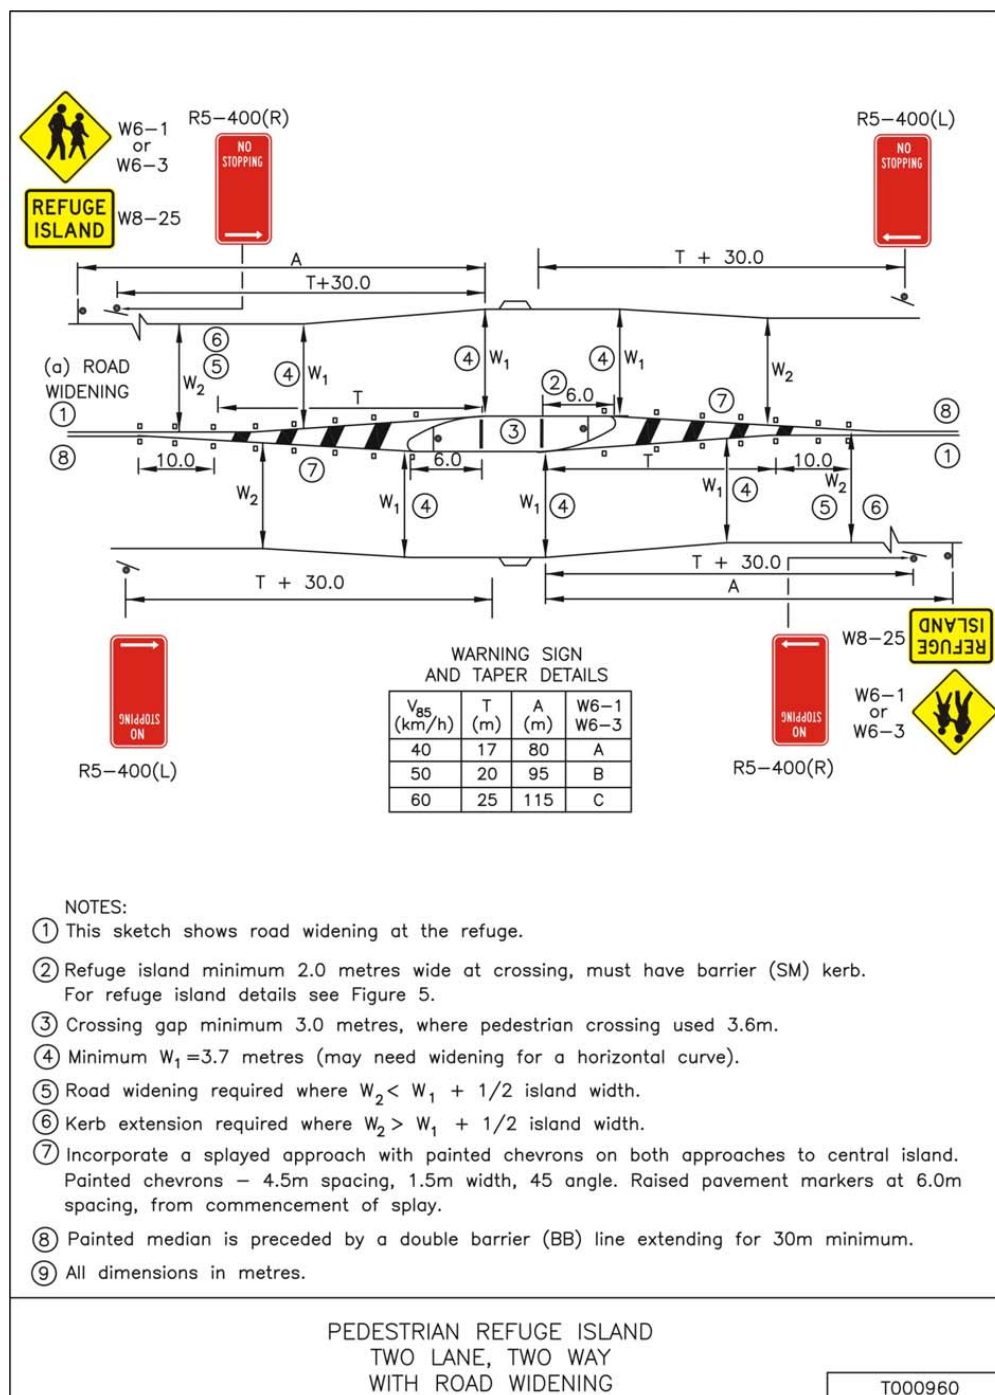 R5-400(R)
R5-400(L)
W6-1
or
W6-3
NO
STOPPING
NO
STOPPING
REFUGE
ISLAND
W8-25
A
T + 30.0
T+30.0
(a) ROAD
WIDENING
6
5
W2
4
W1
4
W1
4
W1
W2
2
6.0
T
7
1
8
3
8
1
10.0
7
6.0
T
10.0
W2
W1
4
W1
4
W1
4
W2
5
6
T + 30.0
T + 30.0
A
W8-25
REFUGE
ISLAND
W6-1
or
W6-3
NO
STOPPING
NO
STOPPING
R5-400(L)
R5-400(R)
WARNING SIGN
AND TAPER DETAILS
V85 (km/h) T (m) A (m) W6-1 W6-3
40 17 80 A
50 20 95 B
60 25 115 C
NOTES:
1 This sketch shows road widening at the refuge.
2 Refuge island minimum 2.0 metres wide at crossing, must have barrier (SM) kerb.
For refuge island details see Figure 5.
3 Crossing gap minimum 3.0 metres, where pedestrian crossing used 3.6m.
4 Minimum W1=3.7 metres (may need widening for a horizontal curve).
5 Road widening required where W2< W1 + 1/2 island width.
6 Kerb extension required where W2> W1 + 1/2 island width.
7 Incorporate a splayed approach with painted chevrons on both approaches to central island.
Painted chevrons – 4.5m spacing, 1.5m width, 45 angle. Raised pavement markers at 6.0m
spacing, from commencement of splay.
8 Painted median is preceded by a double barrier (BB) line extending for 30m minimum.
9 All dimensions in metres.
PEDESTRIAN REFUGE ISLAND
TWO LANE, TWO WAY
WITH ROAD WIDENING
T000960